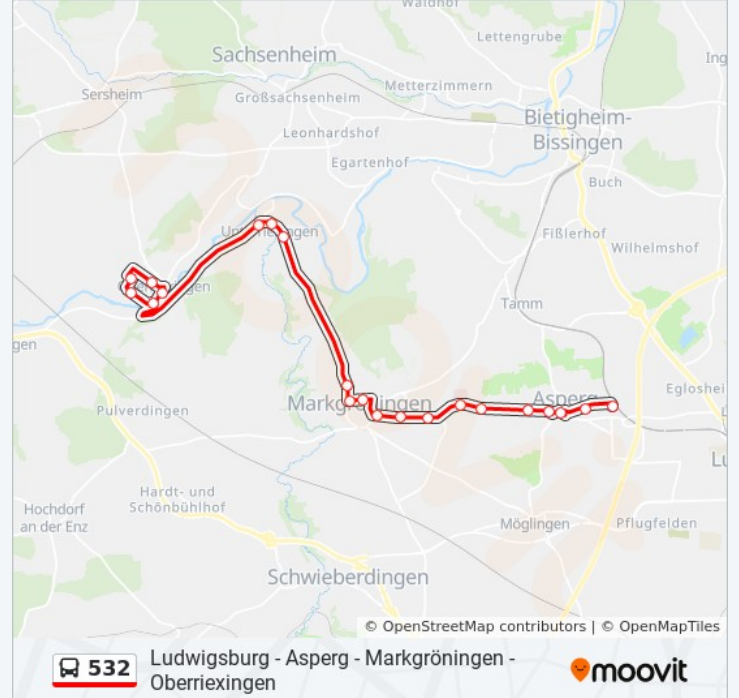 Waldhof
Lettengrube
Sachsenheim
Ing
Sersheim
Metterzimmern
Großsachsenheim
Bietigheim-
Bissingen
Leonhardshof
Egartenhof
Buch
Fißlerhof
Wilhelmshof
Tamm
gen
Egloshei
Asperg
Pulverdingen
Hardt- und
Schönbühlhof
Hochdorf
an der Enz
Möglingen
Pflugfelden
Schwieberdingen
© OpenStreetMap contributors | © OpenMapTiles
532
Ludwigsburg - Asperg - Markgröningen -
Oberriexingen
moovit